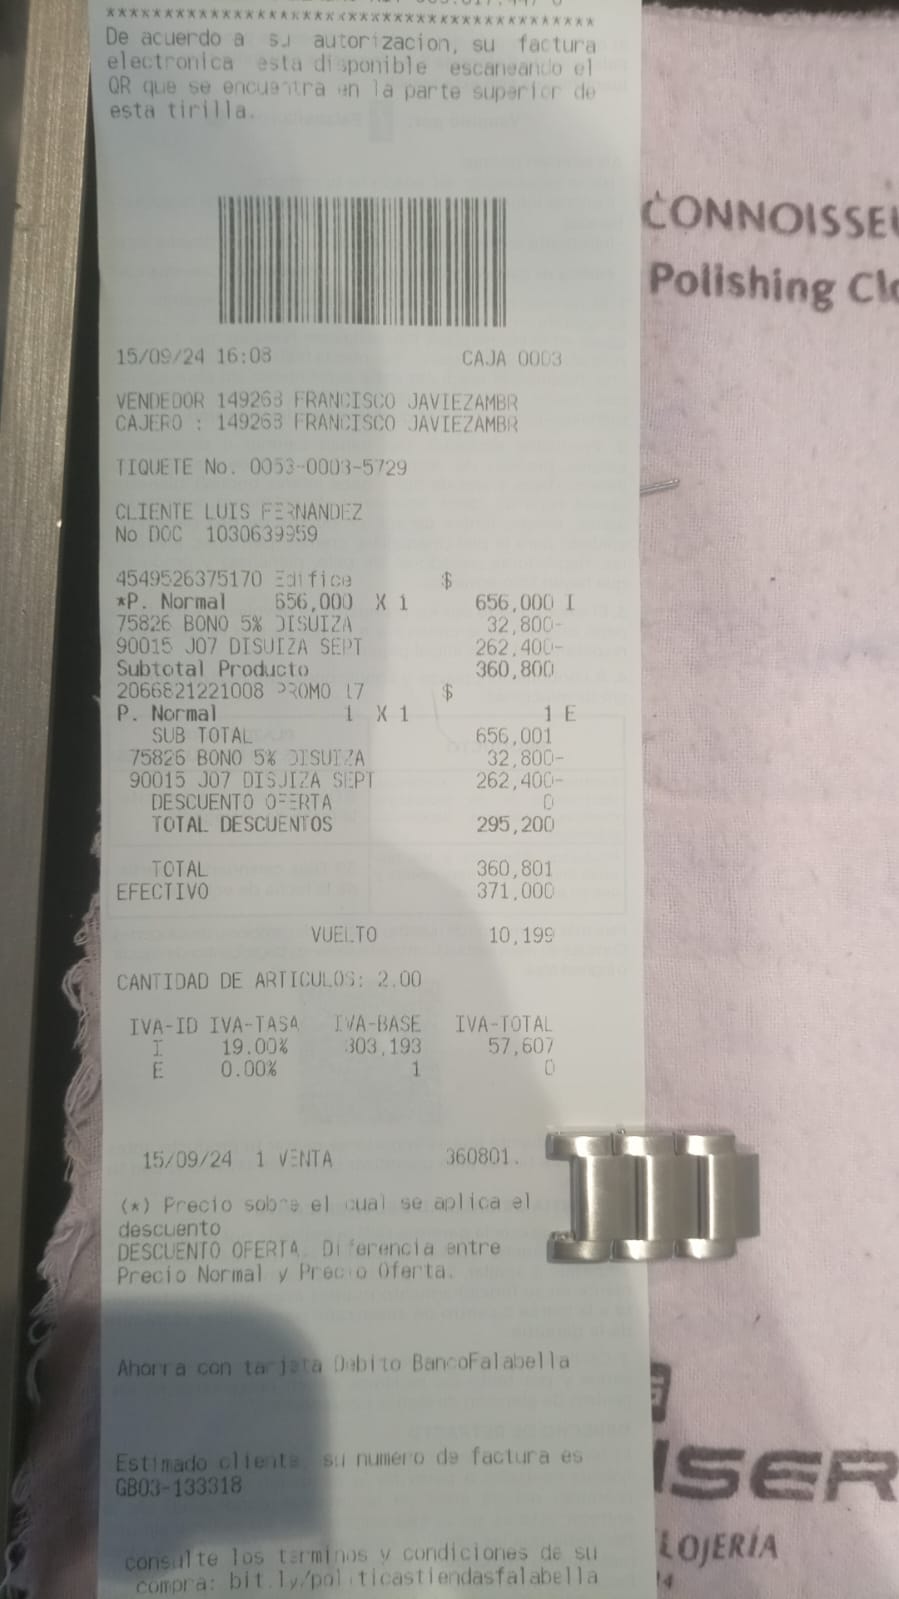 ******************************************
De acuerdo a su autorizacion, su factura
electronica esta disponible escaneando el
QR que se encuentra en la parte superior de
esta tirilla.
CONNOISSEU
Polishing Clo
15/09/24 16:08 CAJA 0003
VENDEDOR 149268 FRANCISCO JAVIEZAMBR
CAJERO : 149268 FRANCISCO JAVIEZAMBR
TIQUETE No. 0053-0003-5729
CLIENTE LUIS FERNANDEZ
No DOC 1030639959
4549526375170 Edifice $
*P. Normal 656,000 X 1 656,000 I
75826 BONO 5% DISUIZA 32,800-
90015 J07 DISUIZA SEPT 262,400-
Subtotal Producto 360,800
2066821221008 PROMO 17 $
P. Normal 1 X 1 1 E
SUB TOTAL 656,001
75826 BONO 5% DISUIZA 32,800-
90015 J07 DISUIZA SEPT 262,400-
DESCUENTO OFERTA 0
TOTAL DESCUENTOS 295,200
TOTAL 360,801
EFECTIVO 371,000
VUELTO 10,199
CANTIDAD DE ARTICULOS: 2.00
IVA-ID IVA-TASA IVA-BASE IVA-TOTAL
I 19.00% 303,193 57,607
E 0.00% 1 0
15/09/24 1 VENTA 360801.
(*) Precio sobre el cual se aplica el
descuento
DESCUENTO OFERTA. Diferencia entre
Precio Normal y Precio Oferta.
Ahorra con tarjeta Debito BancoFalabella
Estimado cliente, su numero de factura es
GB03-133318
consulte los terminos y condiciones de su
compra: bit.ly/politicastiendasfalabella
ISER
LOJERÍA